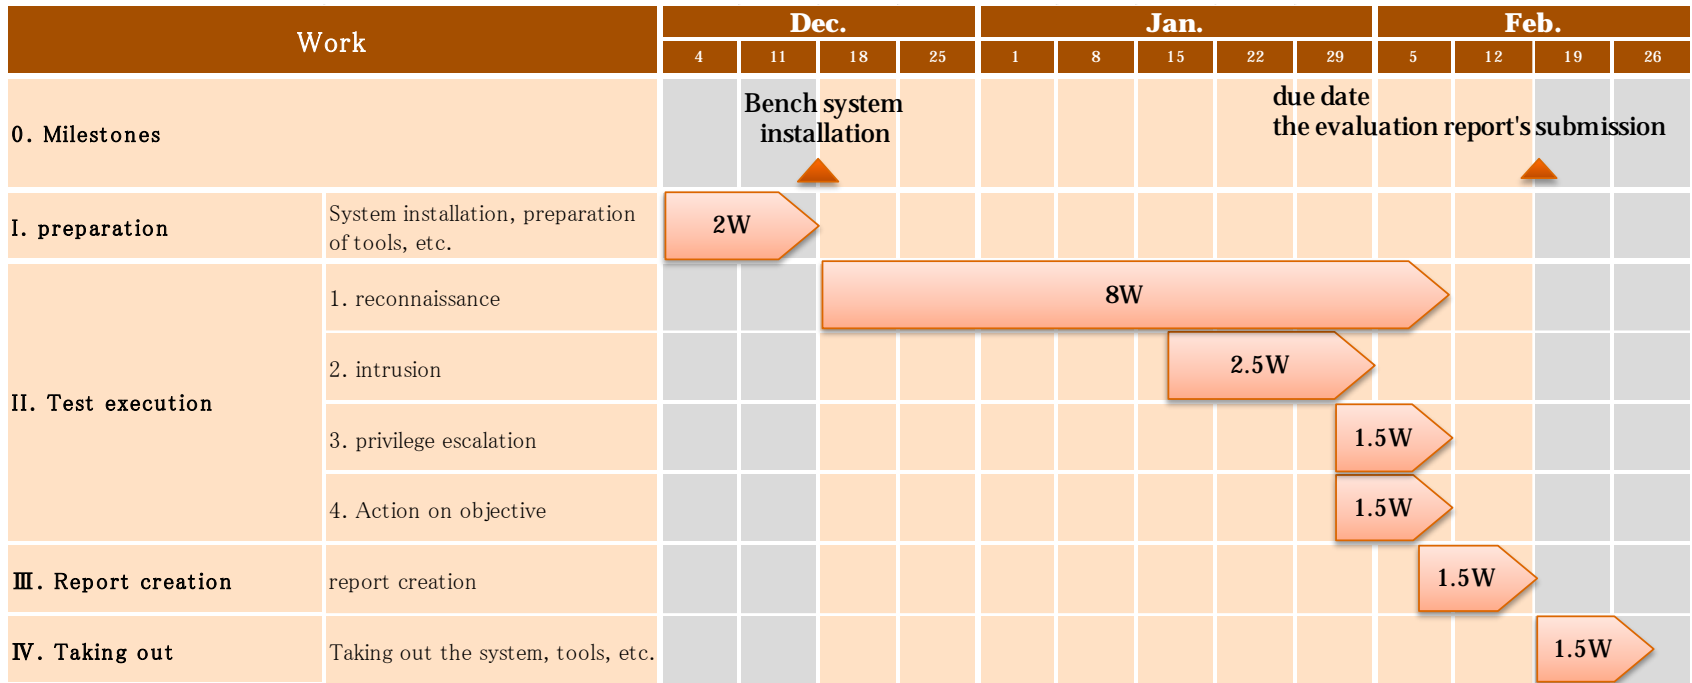 Work
Dec.
Jan.
Feb.
4 11 18 25 1 8 15 22 29 5 12 19 26
0. Milestones
Bench system
installation
due date
the evaluation report's submission
I. preparation
System installation, preparation
of tools, etc.
2W
II. Test execution
1. reconnaissance
8W
2. intrusion
2.5W
3. privilege escalation
1.5W
4. Action on objective
1.5W
Ⅲ. Report creation
report creation
1.5W
Ⅳ. Taking out
Taking out the system, tools, etc.
1.5W